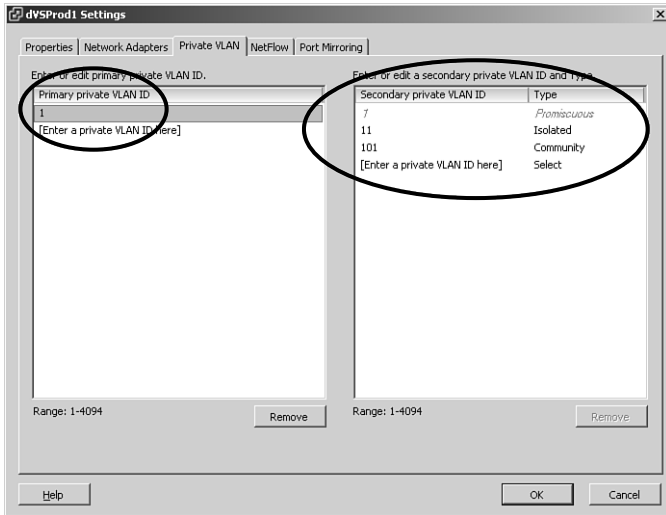 dVSProd1 Settings
Properties Network Adapters Private VLAN NetFlow Port Mirroring
Enter or edit primary private VLAN ID.
Primary private VLAN ID
1
[Enter a private VLAN ID here]
Range: 1-4094
Remove
Enter or edit a secondary private VLAN ID and Type.
Secondary private VLAN ID Type
1 Promiscuous
11 Isolated
101 Community
[Enter a private VLAN ID here] Select
Range: 1-4094
Remove
Help
OK
Cancel